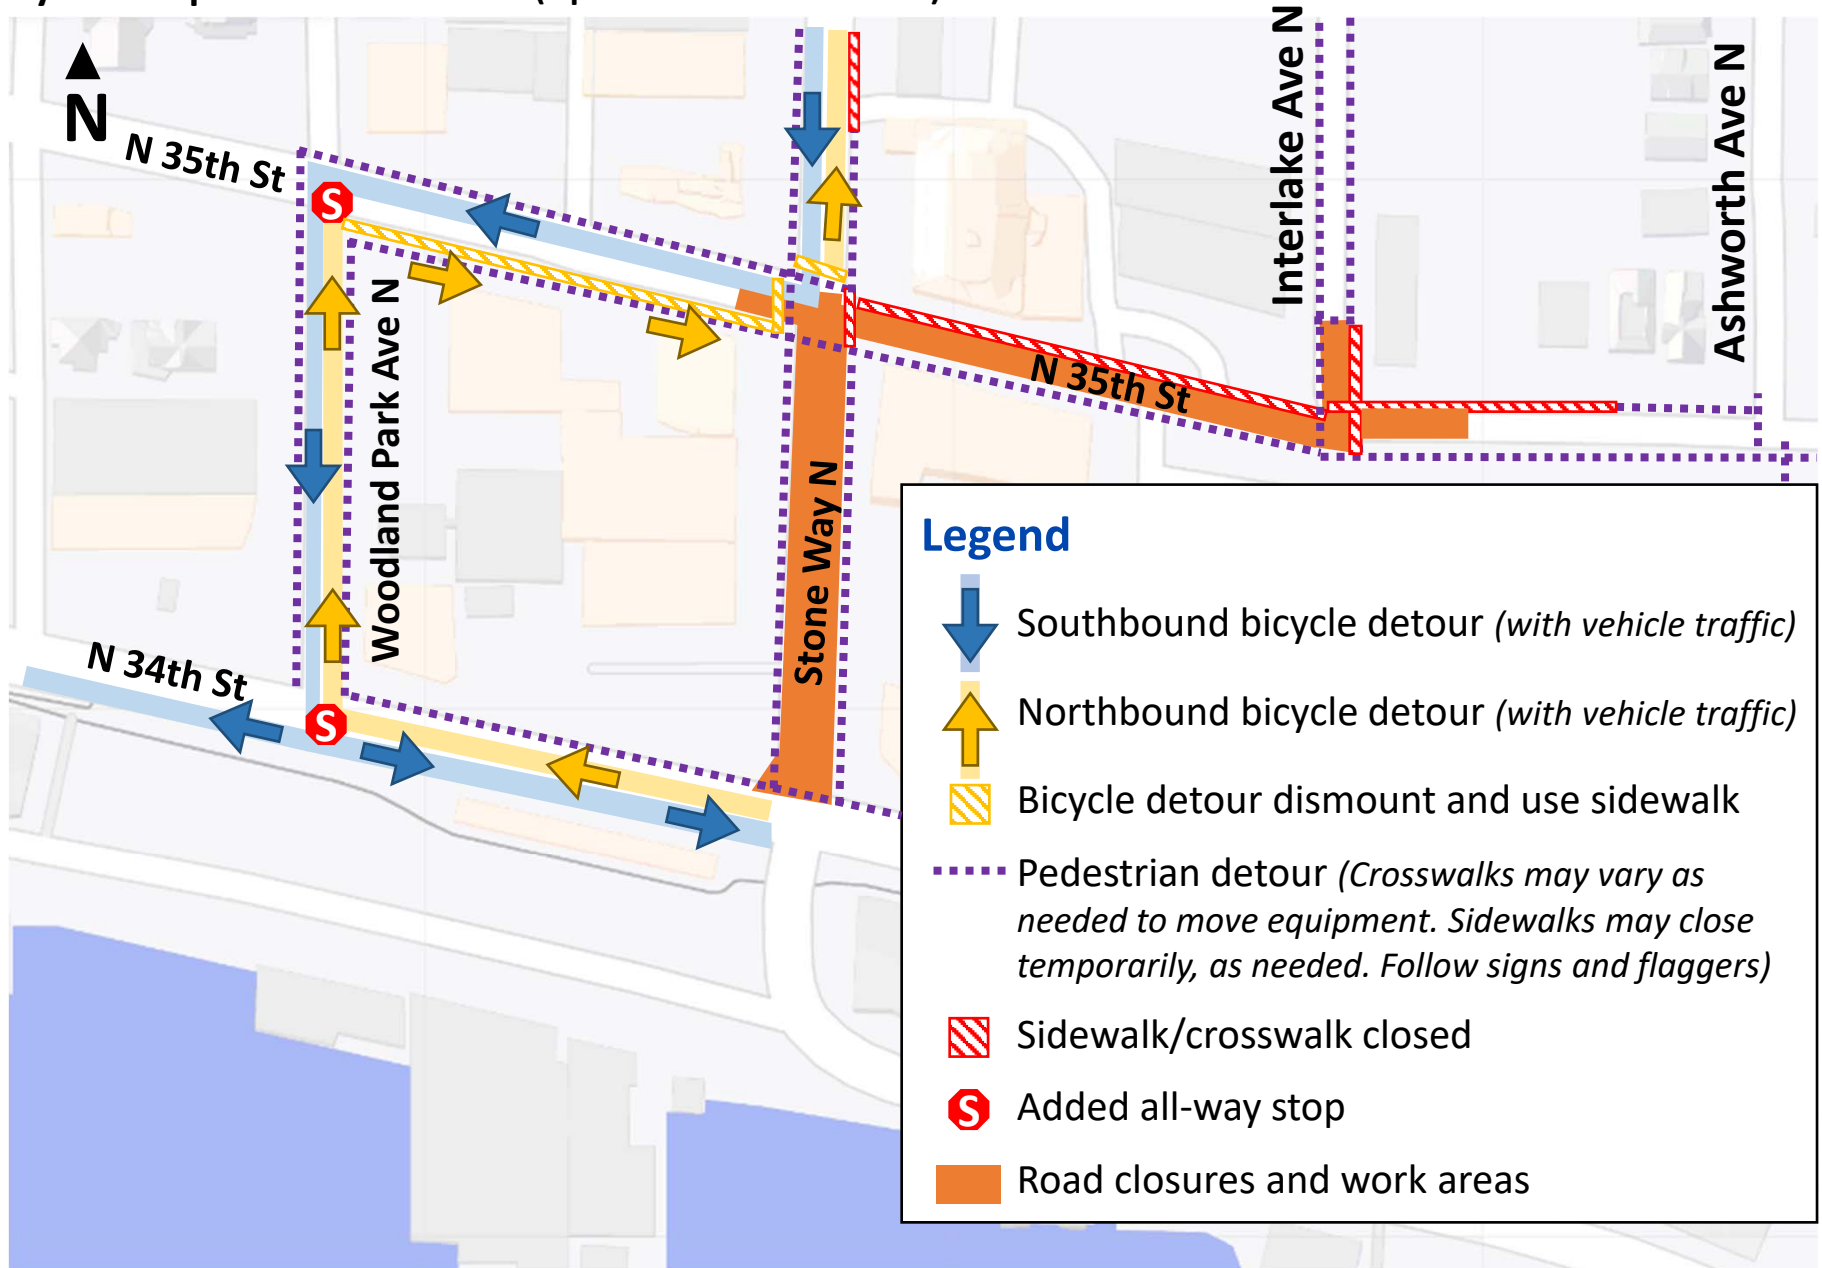 N
N 35th St
Woodland Park Ave N
N 34th St
Stone Way N
N 35th St
Interlake Ave N
Ashworth Ave N
S
S
Legend
Southbound bicycle detour (with vehicle traffic)
Northbound bicycle detour (with vehicle traffic)
Bicycle detour dismount and use sidewalk
Pedestrian detour (Crosswalks may vary as
needed to move equipment. Sidewalks may close
temporarily, as needed. Follow signs and flaggers)
Sidewalk/crosswalk closed
S
Added all-way stop
Road closures and work areas